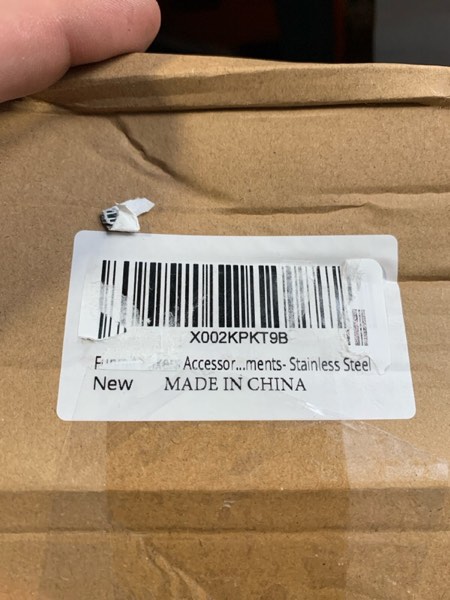 X002KPKT9B
Accessor...ments- Stainless Steel
New MADE IN CHINA